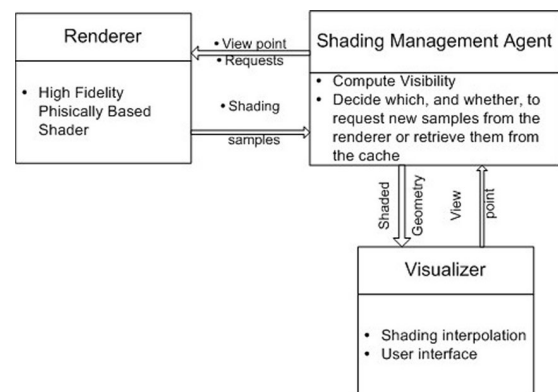 Renderer
• High Fidelity
Phisically Based
Shader
• View point
• Requests
• Shading
samples
Shading Management Agent
• Compute Visibility
• Decide which, and whether, to
request new samples from the
renderer or retrieve them from
the cache
Shaded
Geometry
View
point
Visualizer
• Shading interpolation
• User interface